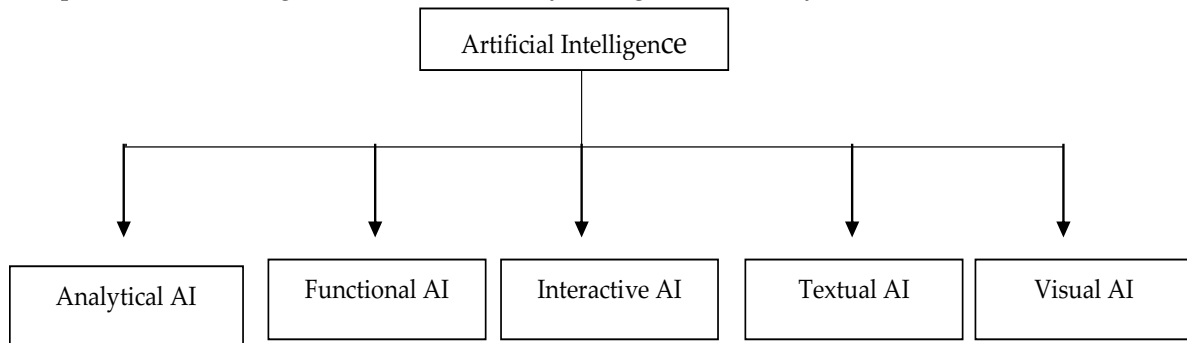 Artificial Intelligence
Analytical AI
Functional AI
Interactive AI
Textual AI
Visual AI